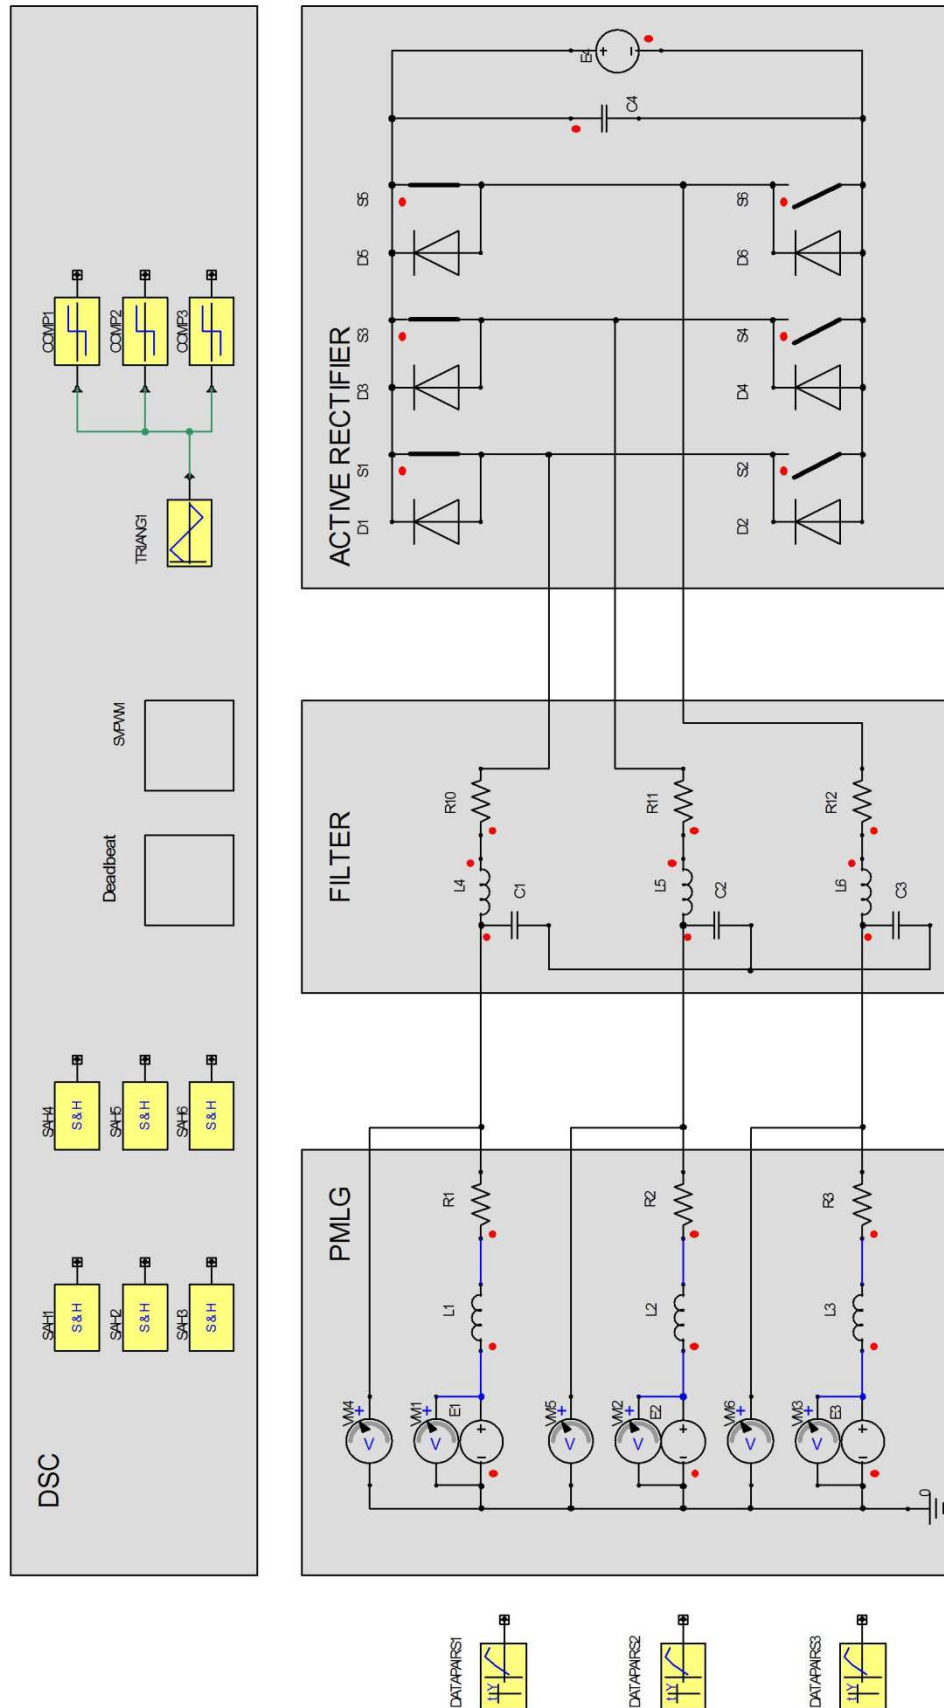 DSC
SAH1
S&H
SAH2
S&H
SAH3
S&H
SAH4
S&H
SAH5
S&H
SAH6
S&H
Deadbeat
SVPWM
TRIANG1
COMP1
COMP2
COMP3
PMLG
VM4
+
V
VM1
+
V
E1
+
−
L1
R1
VM5
+
V
VM2
+
V
E2
+
−
L2
R2
VM6
+
V
VM3
+
V
E3
+
−
L3
R3
0
FILTER
L4
R10
C1
L5
R11
C2
L6
R12
C3
ACTIVE RECTIFIER
D1
S1
D3
S3
D5
S5
D2
S2
D4
S4
D6
S6
C4
E4
+
−
DATAPAIRS1
t Y
DATAPAIRS2
t Y
DATAPAIRS3
t Y